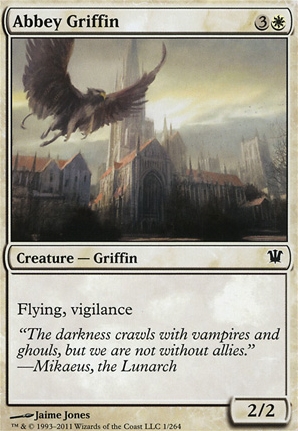 Abbey Griffin 3
Creature — Griffin
Flying, vigilance
“The darkness crawls with vampires and
ghouls, but we are not without allies.”
—Mikaeus, the Lunarch
2/2
Jaime Jones
™ & © 1993–2011 Wizards of the Coast LLC 1/264